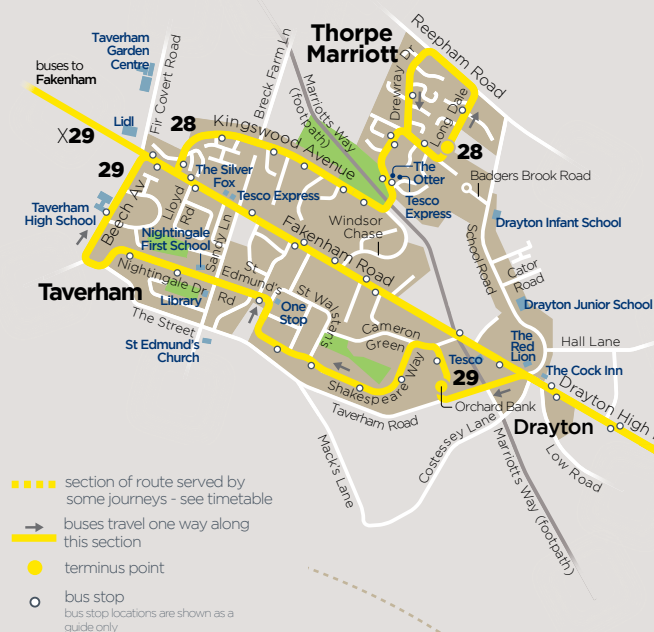 Taverham
Garden
Centre
buses to
Fakenham
Lidl
X29
29
28
Fir Covert Road
Breck Farm Ln
Kingswood Avenue
Marriott's Way
(footpath)
Thorpe
Marriott
Reepham Road
Drewray Dr
Long Dale
28
The
Otter
Tesco
Express
Badgers Brook Road
Drayton Infant School
School Road
Cator
Road
Drayton Junior School
The Silver
Fox
Tesco Express
Taverham
High School
Beech Av
Lloyd
Rd
Nightingale
First School
Sandy Ln
Windsor
Chase
Fakenham Road
Taverham
Nightingale Dr
Library
Rd
St
Edmund's
The Street
St Edmund's
Church
One
Stop
St Walstans
Cameron
Green
Shakespeare Way
Tesco
29
The
Red
Lion
Hall Lane
The Cock Inn
Orchard Bank
Taverham Road
Drayton
Drayton High R
Mack's Lane
Costessey Lane
Low Road
Marriott's Way (footpath)
section of route served by
some journeys - see timetable
buses travel one way along
this section
terminus point
bus stop
bus stop locations are shown as a
guide only